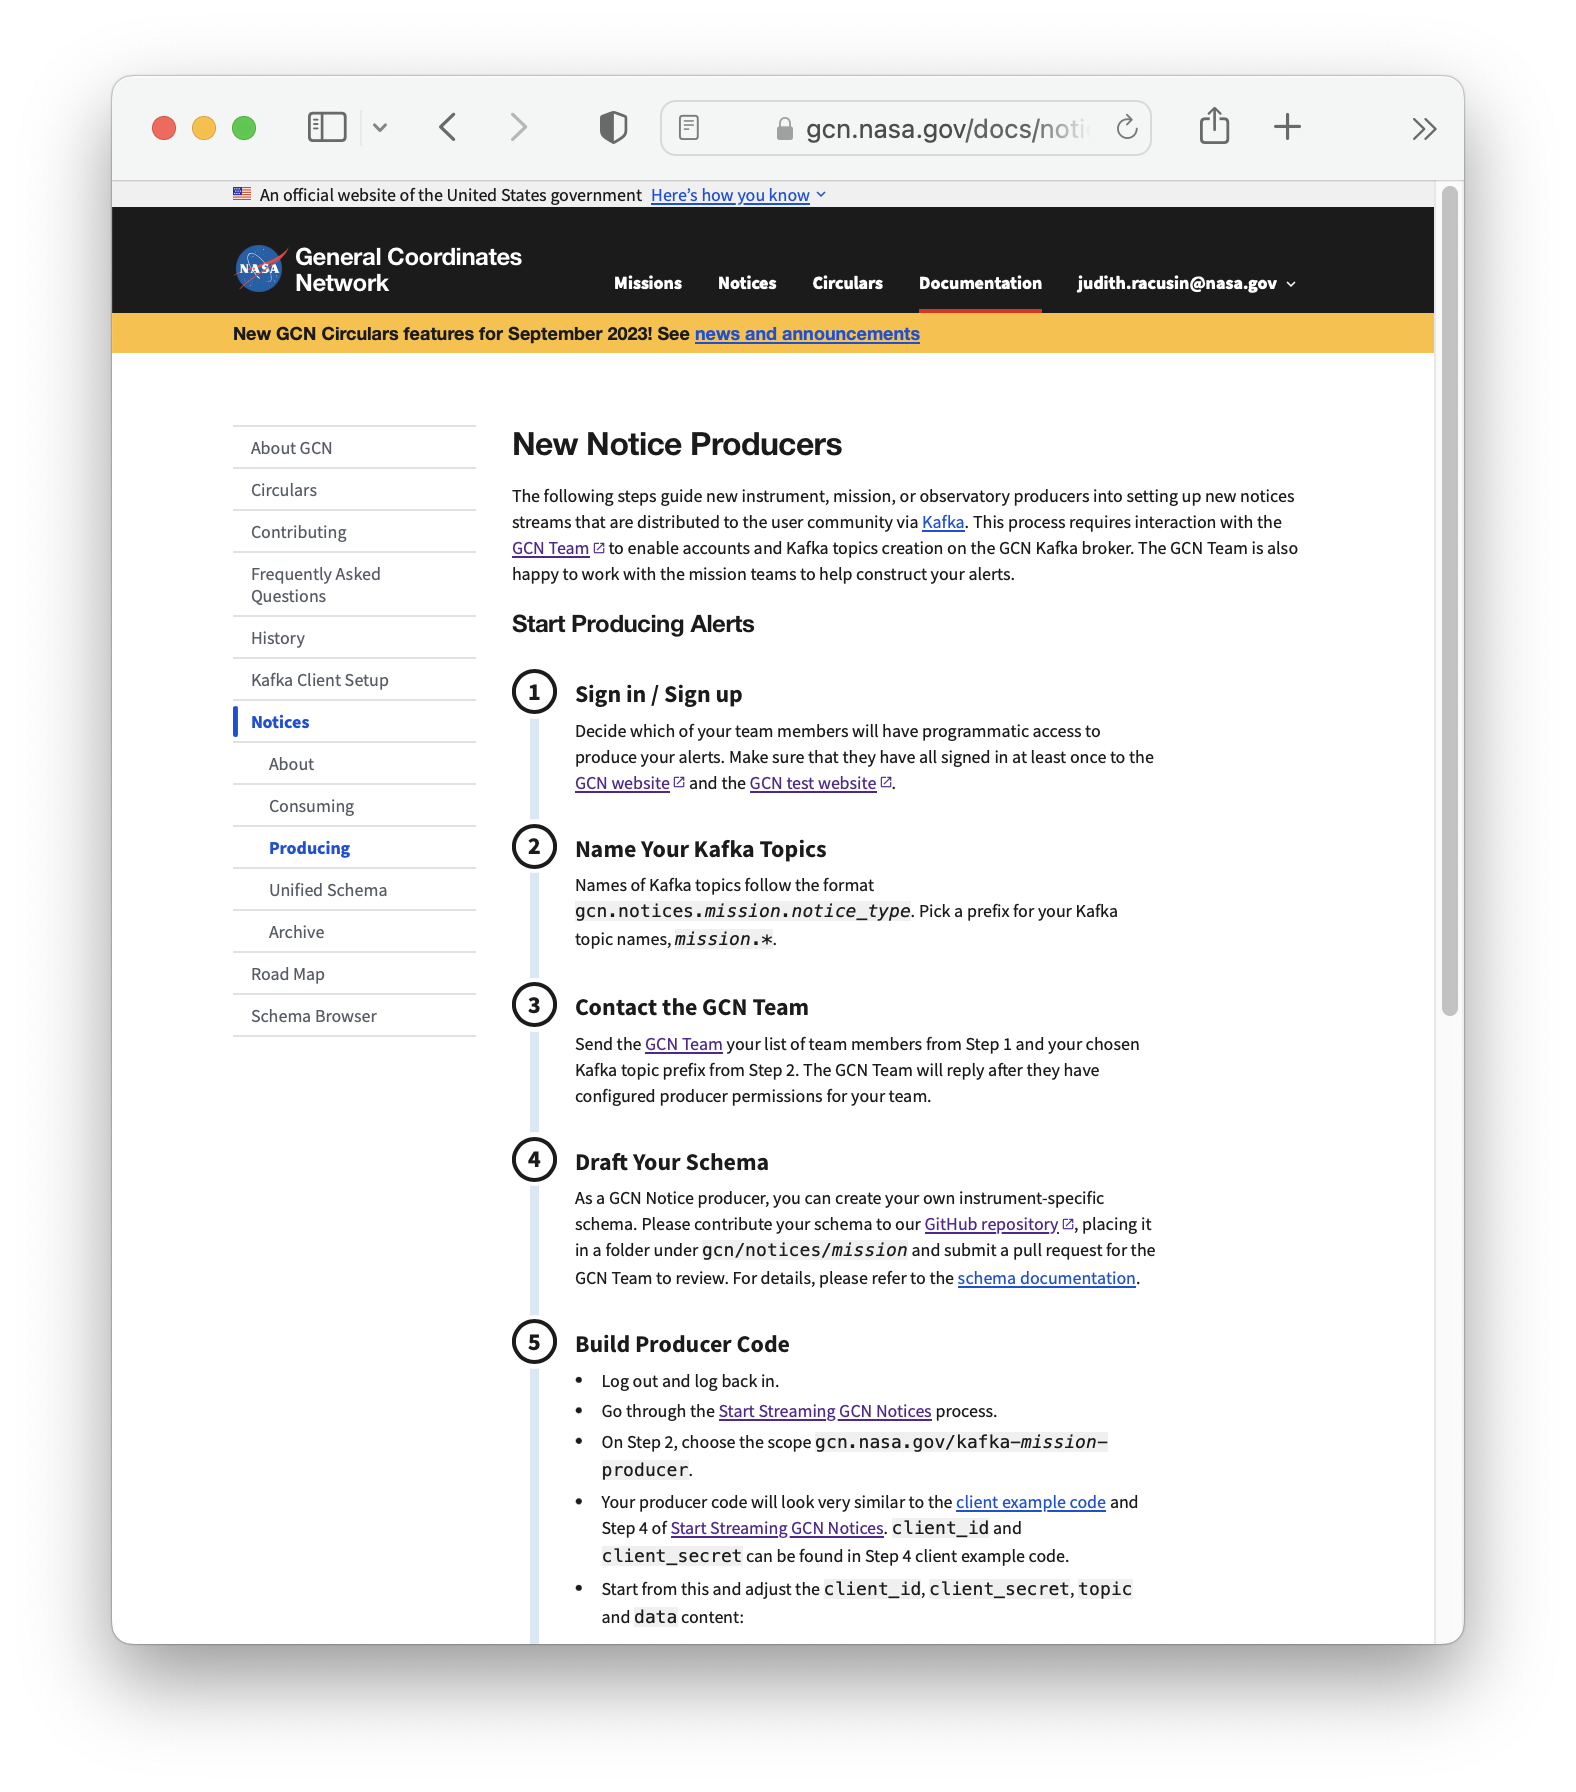 gcn.nasa.gov/docs/noti
An official website of the United States government Here’s how you know
NASA
General Coordinates
Network
Missions Notices Circulars Documentation judith.racusin@nasa.gov
New GCN Circulars features for September 2023! See news and announcements
About GCN
Circulars
Contributing
Frequently Asked
Questions
History
Kafka Client Setup
Notices
About
Consuming
Producing
Unified Schema
Archive
Road Map
Schema Browser
New Notice Producers
The following steps guide new instrument, mission, or observatory producers into setting up new notices
streams that are distributed to the user community via Kafka. This process requires interaction with the
GCN Team to enable accounts and Kafka topics creation on the GCN Kafka broker. The GCN Team is also
happy to work with the mission teams to help construct your alerts.
Start Producing Alerts
1 Sign in / Sign up
Decide which of your team members will have programmatic access to
produce your alerts. Make sure that they have all signed in at least once to the
GCN website and the GCN test website.
2 Name Your Kafka Topics
Names of Kafka topics follow the format
gcn.notices.mission.notice_type. Pick a prefix for your Kafka
topic names, mission.*.
3 Contact the GCN Team
Send the GCN Team your list of team members from Step 1 and your chosen
Kafka topic prefix from Step 2. The GCN Team will reply after they have
configured producer permissions for your team.
4 Draft Your Schema
As a GCN Notice producer, you can create your own instrument-specific
schema. Please contribute your schema to our GitHub repository, placing it
in a folder under gcn/notices/mission and submit a pull request for the
GCN Team to review. For details, please refer to the schema documentation.
5 Build Producer Code
• Log out and log back in.
• Go through the Start Streaming GCN Notices process.
• On Step 2, choose the scope gcn.nasa.gov/kafka-mission-
producer.
• Your producer code will look very similar to the client example code and
Step 4 of Start Streaming GCN Notices. client_id and
client_secret can be found in Step 4 client example code.
• Start from this and adjust the client_id, client_secret, topic
and data content: